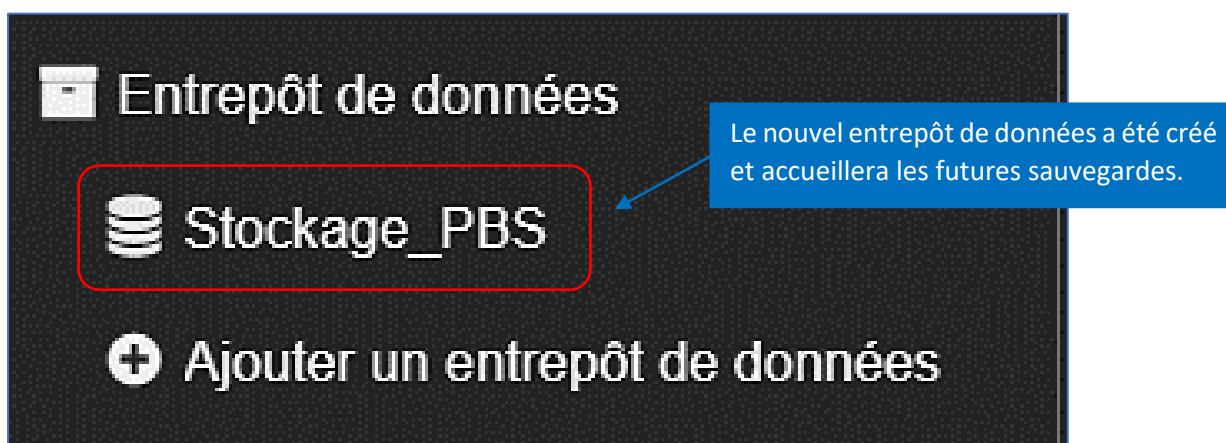 Entrepôt de données
Le nouvel entrepôt de données a été créé
et accueillera les futures sauvegardes.
Stockage_PBS
Ajouter un entrepôt de données